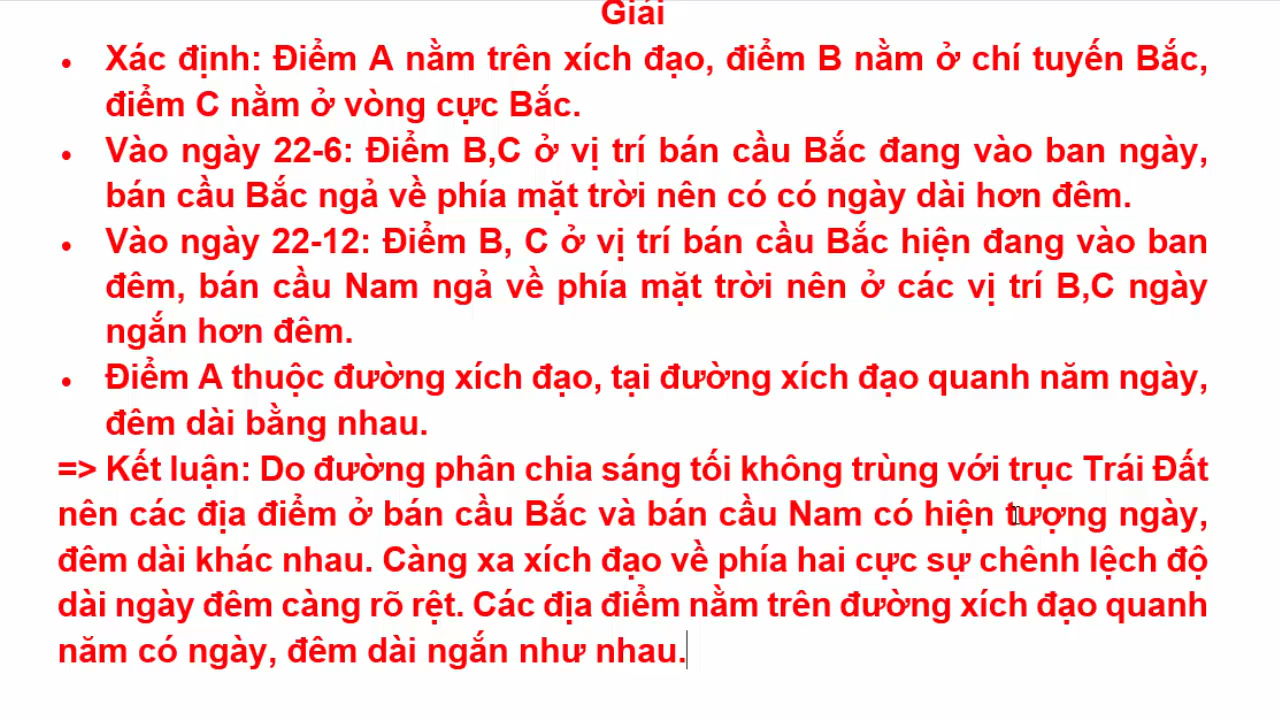 Giải
• Xác định: Điểm A nằm trên xích đạo, điểm B nằm ở chí tuyến Bắc,
điểm C nằm ở vòng cực Bắc.
• Vào ngày 22-6: Điểm B,C ở vị trí bán cầu Bắc đang vào ban ngày,
bán cầu Bắc ngả về phía mặt trời nên có có ngày dài hơn đêm.
• Vào ngày 22-12: Điểm B, C ở vị trí bán cầu Bắc hiện đang vào ban
đêm, bán cầu Nam ngả về phía mặt trời nên ở các vị trí B,C ngày
ngắn hơn đêm.
• Điểm A thuộc đường xích đạo, tại đường xích đạo quanh năm ngày,
đêm dài bằng nhau.
=> Kết luận: Do đường phân chia sáng tối không trùng với trục Trái Đất
nên các địa điểm ở bán cầu Bắc và bán cầu Nam có hiện tượng ngày,
đêm dài khác nhau. Càng xa xích đạo về phía hai cực sự chênh lệch độ
dài ngày đêm càng rõ rệt. Các địa điểm nằm trên đường xích đạo quanh
năm có ngày, đêm dài ngắn như nhau.